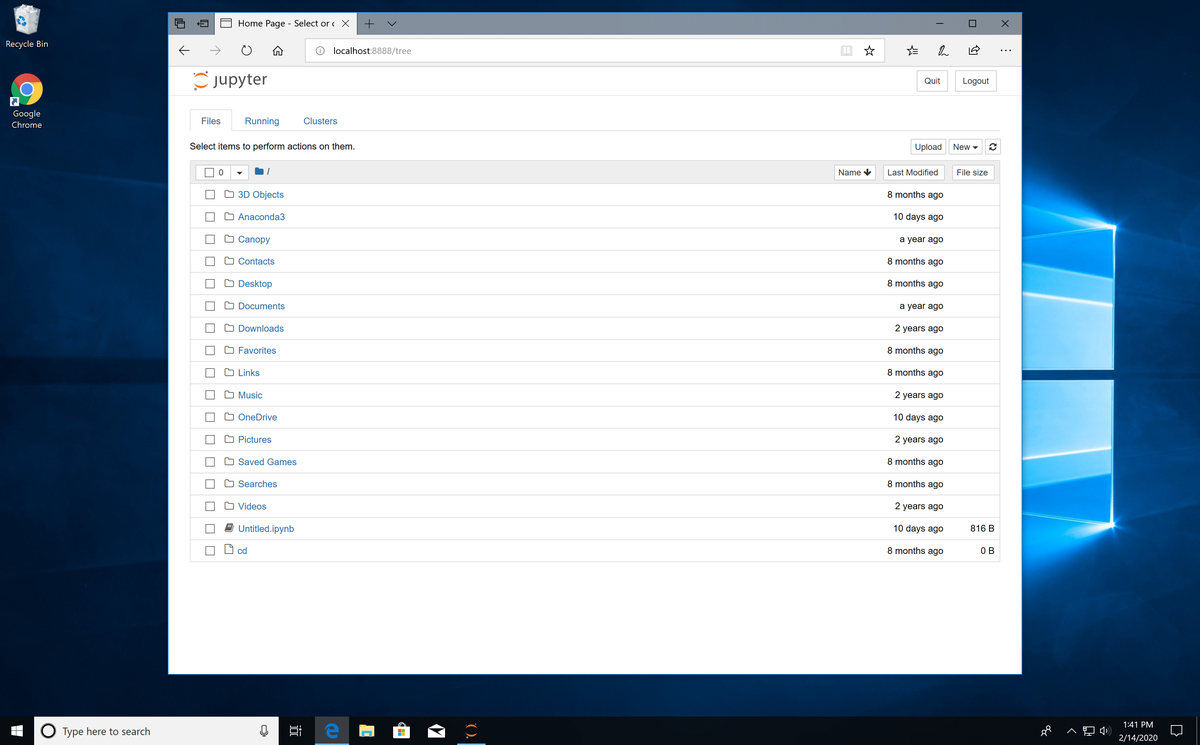 Recycle Bin
Google
Chrome
Home Page - Select or c
localhost:8888/tree
jupyter
Quit
Logout
Files
Running
Clusters
Select items to perform actions on them.
Upload
New
0
/
Name
Last Modified
File size
3D Objects 8 months ago
Anaconda3 10 days ago
Canopy a year ago
Contacts 8 months ago
Desktop 8 months ago
Documents a year ago
Downloads 2 years ago
Favorites 8 months ago
Links 8 months ago
Music 2 years ago
OneDrive 10 days ago
Pictures 2 years ago
Saved Games 8 months ago
Searches 8 months ago
Videos 2 years ago
Untitled.ipynb 10 days ago 816 B
cd 8 months ago 0 B
Type here to search
1:41 PM
2/14/2020